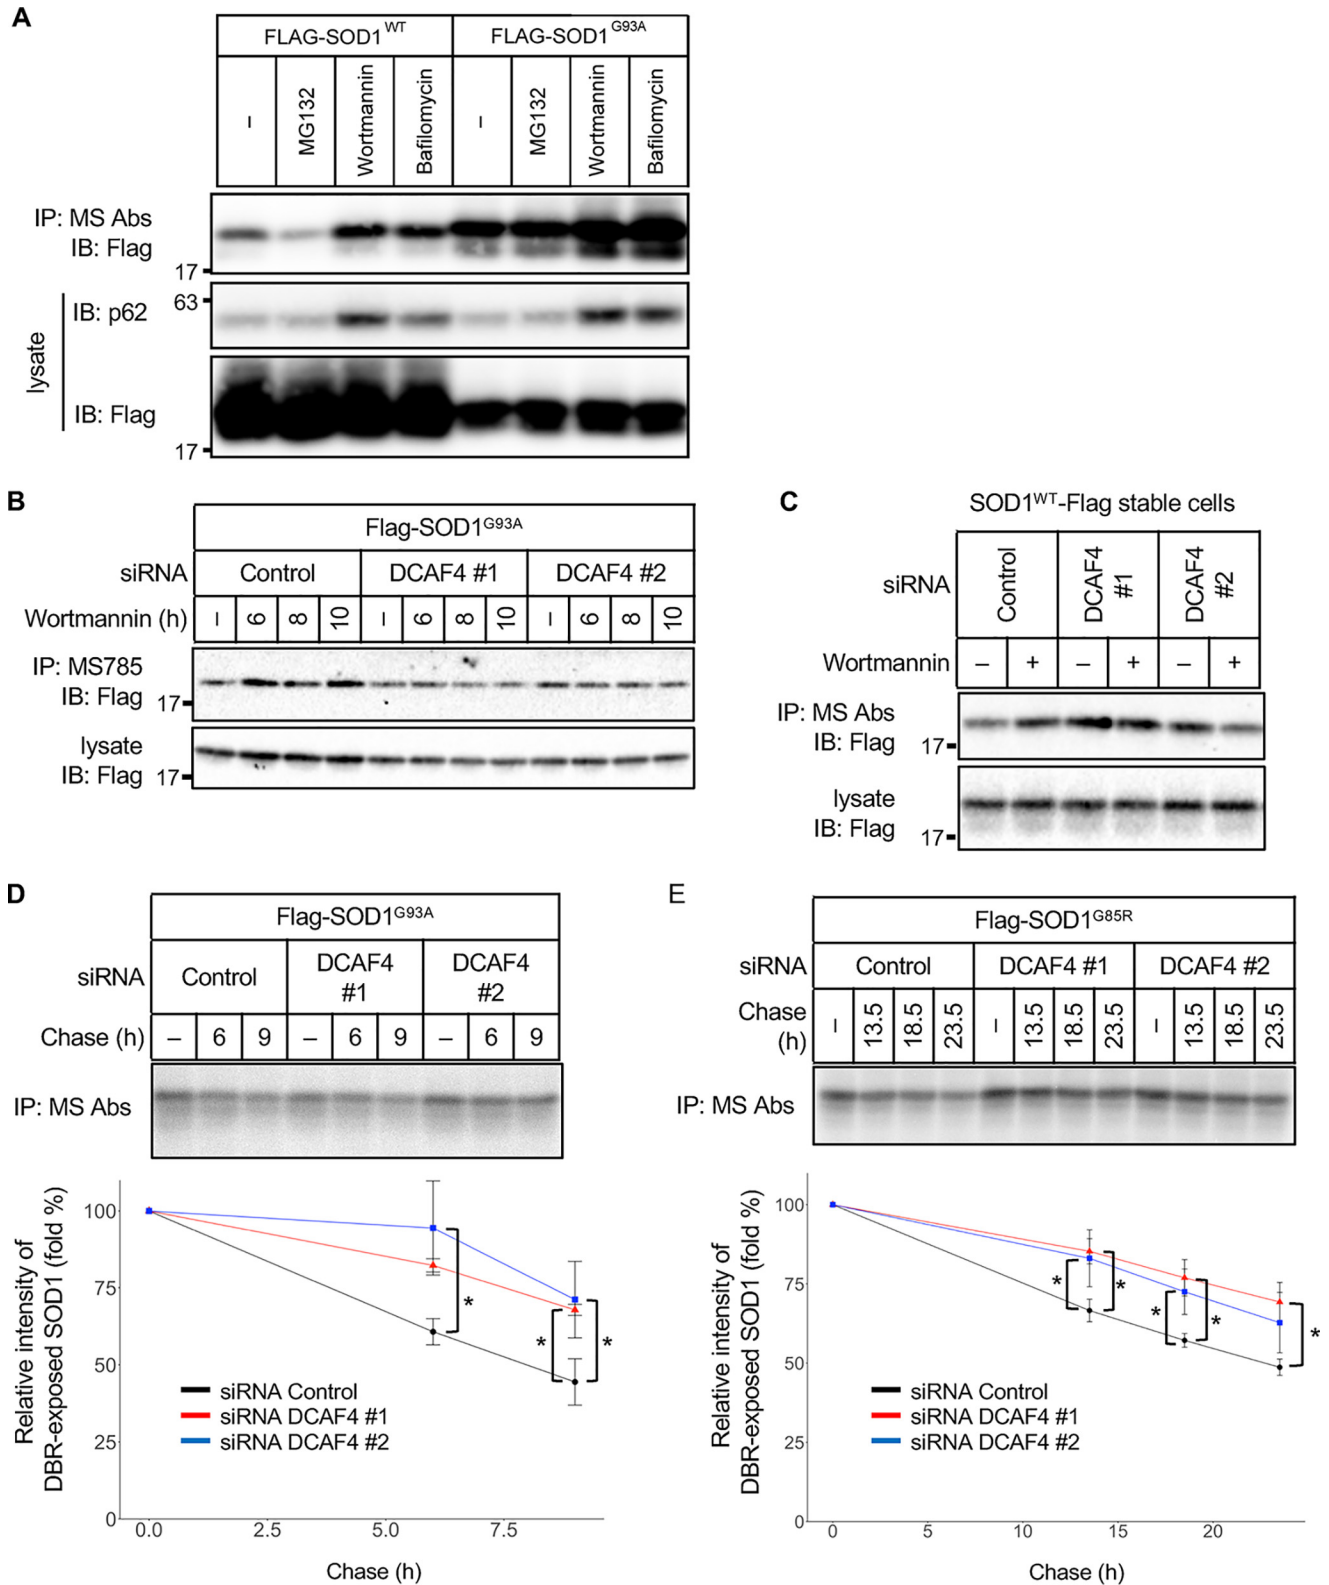 A
FLAG-SOD1WT
FLAG-SOD1G93A
–
MG132
Wortmannin
Bafilomycin
–
MG132
Wortmannin
Bafilomycin
IP: MS Abs
IB: Flag
17
lysate
63
IB: p62
IB: Flag
17
B
Flag-SOD1G93A
siRNA
Control
DCAF4 #1
DCAF4 #2
Wortmannin (h)
– 6 8 10 – 6 8 10 – 6 8 10
IP: MS785
IB: Flag
17
lysate
IB: Flag
17
C
SOD1WT-Flag stable cells
siRNA
Control
DCAF4
#1
DCAF4
#2
Wortmannin
– + – + – +
IP: MS Abs
IB: Flag
17
lysate
IB: Flag
17
D
Flag-SOD1G93A
siRNA
Control
DCAF4
#1
DCAF4
#2
Chase (h)
– 6 9 – 6 9 – 6 9
IP: MS Abs
Relative intensity of
DBR-exposed SOD1 (fold %)
100
75
50
25
0
*
* *
siRNA Control
siRNA DCAF4 #1
siRNA DCAF4 #2
0.0 2.5 5.0 7.5
Chase (h)
E
Flag-SOD1G85R
siRNA
Control
DCAF4 #1
DCAF4 #2
Chase
(h)
– 13.5 18.5 23.5 – 13.5 18.5 23.5 – 13.5 18.5 23.5
IP: MS Abs
Relative intensity of
DBR-exposed SOD1 (fold %)
100
75
50
25
0
* *
* *
*
siRNA Control
siRNA DCAF4 #1
siRNA DCAF4 #2
0 5 10 15 20
Chase (h)